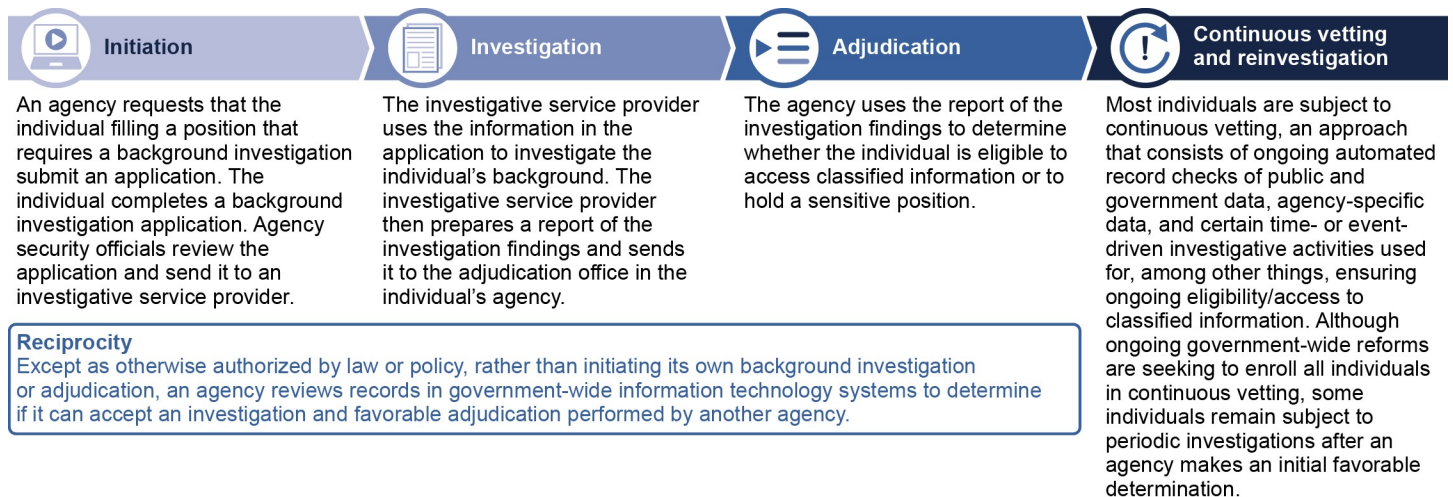 Initiation
An agency requests that the
individual filling a position that
requires a background investigation
submit an application. The
individual completes a background
investigation application. Agency
security officials review the
application and send it to an
investigative service provider.
Investigation
The investigative service provider
uses the information in the
application to investigate the
individual’s background. The
investigative service provider
then prepares a report of the
investigation findings and sends
it to the adjudication office in the
individual’s agency.
Adjudication
The agency uses the report of the
investigation findings to determine
whether the individual is eligible to
access classified information or to
hold a sensitive position.
Continuous vetting
and reinvestigation
Most individuals are subject to
continuous vetting, an approach
that consists of ongoing automated
record checks of public and
government data, agency-specific
data, and certain time- or event-
driven investigative activities used
for, among other things, ensuring
ongoing eligibility/access to
classified information. Although
ongoing government-wide reforms
are seeking to enroll all individuals
in continuous vetting, some
individuals remain subject to
periodic investigations after an
agency makes an initial favorable
determination.
Reciprocity
Except as otherwise authorized by law or policy, rather than initiating its own background investigation
or adjudication, an agency reviews records in government-wide information technology systems to determine
if it can accept an investigation and favorable adjudication performed by another agency.